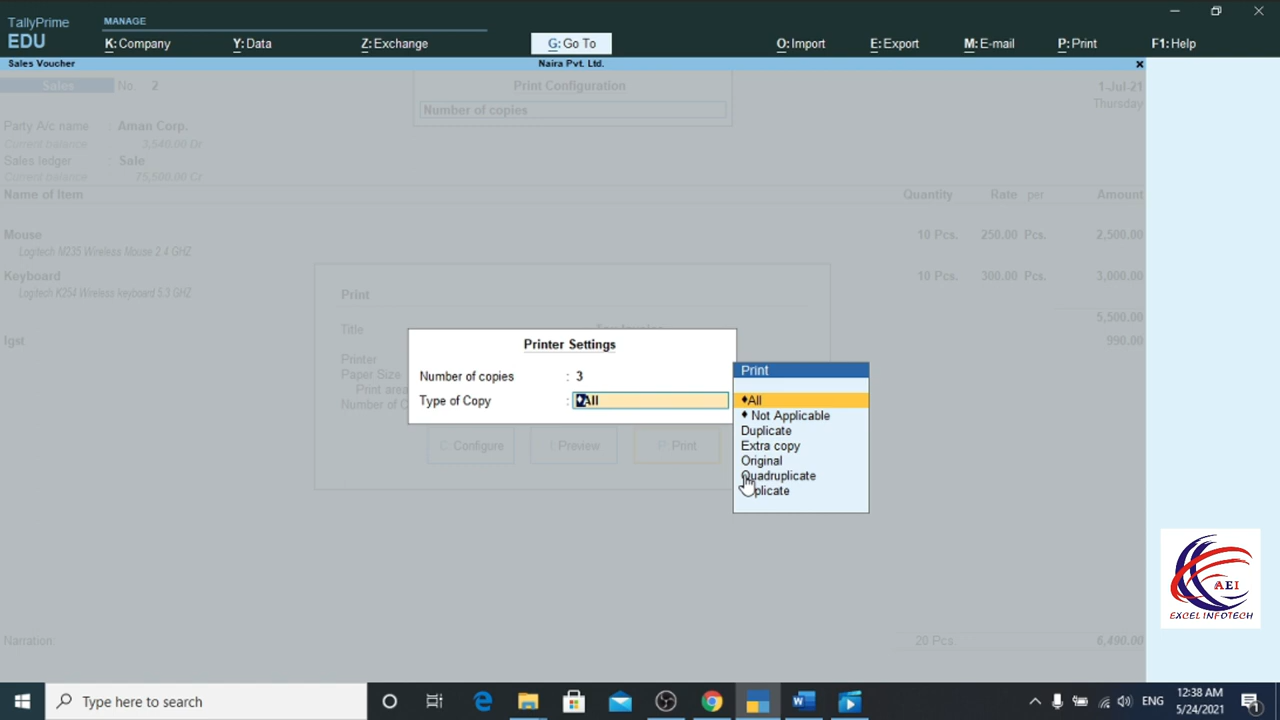 TallyPrime
EDU
MANAGE
K: Company
Y: Data
Z: Exchange
G: Go To
O: Import
E: Export
M: E-mail
P: Print
F1: Help
Sales Voucher
Naira Pvt. Ltd.
Sales No. 2
Print Configuration
1-Jul-21
Number of copies
Thursday
Party A/c name : Aman Corp.
Current balance : 3,540.00 Dr
Sales ledger : Sale
Current balance : 75,500.00 Cr
Name of Item Quantity Rate per Amount
Mouse 10 Pcs. 250.00 Pcs. 2,500.00
Logitech M235 Wireless Mouse 2.4 GHZ
Keyboard 10 Pcs. 300.00 Pcs. 3,000.00
Logitech K254 Wireless keyboard 5.3 GHZ
Print
5,500.00
Title
Igst 990.00
Printer
Paper Size
Print area
Printer Settings
Number of copies : 3
Type of Copy : ♦All
Print
♦All
♦ Not Applicable
Duplicate
Extra copy
Original
Quadruplicate
C: Configure
I: Preview
P: Print
AEI
EXCEL INFOTECH
Narration: 20 Pcs. 6,490.00
Type here to search
ENG
12:38 AM
5/24/2021
1